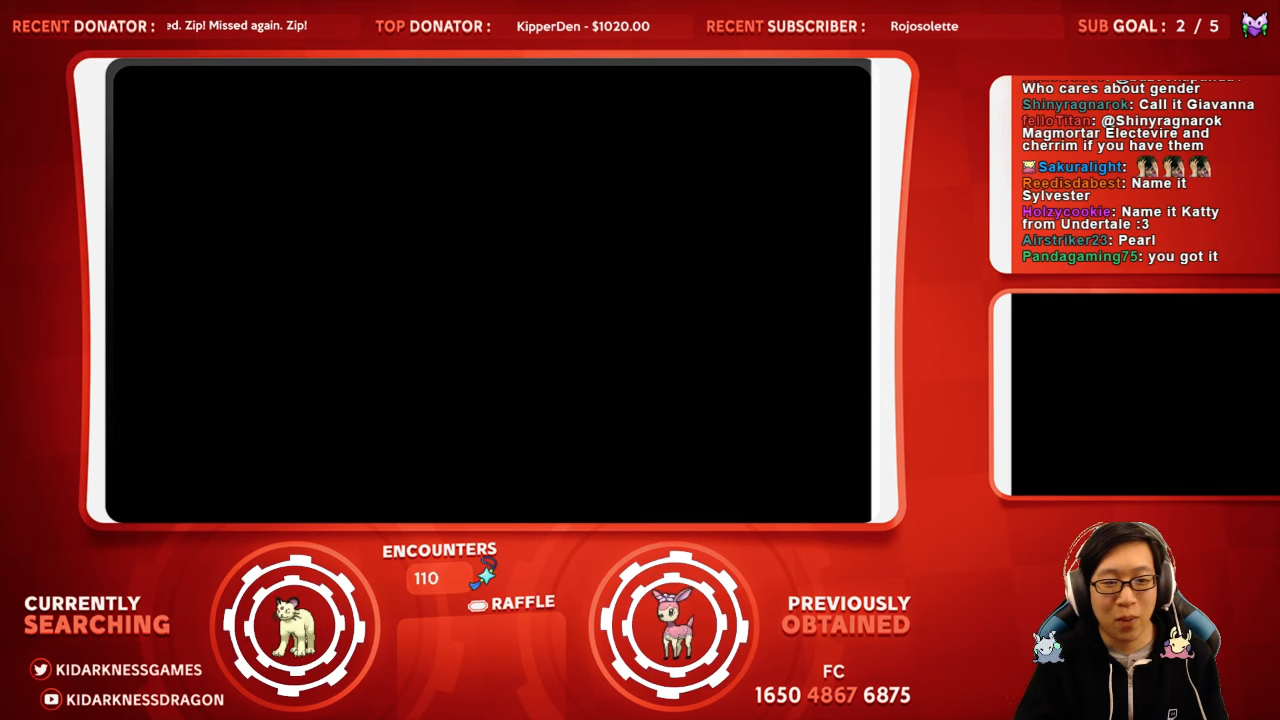 RECENT DONATOR : ed. Zip! Missed again. Zip!
TOP DONATOR : KipperDen - $1020.00
RECENT SUBSCRIBER : Rojosolette
SUB GOAL : 2 / 5
Who cares about gender
Shinyragnarok: Call it Giavanna
felloTitan: @Shinyragnarok
Magmortar Electevire and
cherrim if you have them
Sakuralight:
Reedisdabest: Name it
Sylvester
Holzycookie: Name it Katty
from Undertale :3
Airstriker23: Pearl
Pandagaming75: you got it
ENCOUNTERS
110
RAFFLE
CURRENTLY
SEARCHING
PREVIOUSLY
OBTAINED
KIDARKNESSGAMES
KIDARKNESSDRAGON
FC
1650 4867 6875